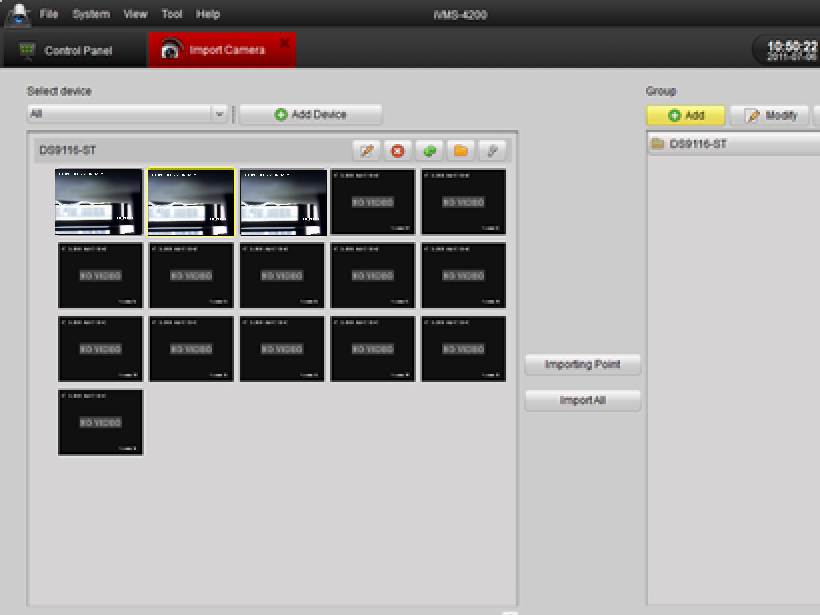 File System View Tool Help iVMS-4200
Control Panel Import Camera 10:50:22
2011-07-06
Select device Group
All Add Device Add Modify
DS9116-ST DS9116-ST
NO VIDEO NO VIDEO
NO VIDEO NO VIDEO NO VIDEO NO VIDEO NO VIDEO
NO VIDEO NO VIDEO NO VIDEO NO VIDEO NO VIDEO
Importing Point
Import All
NO VIDEO